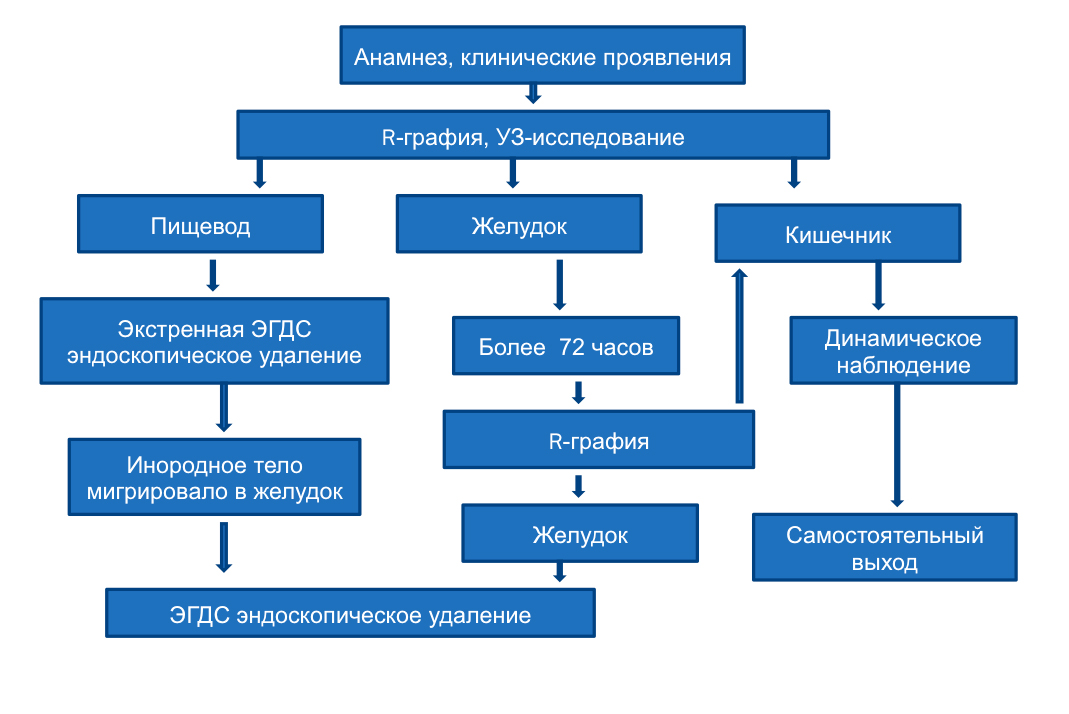 Анамнез, клинические проявления
R-графия, УЗ-исследование
Пищевод
Желудок
Кишечник
Экстренная ЭГДС
эндоскопическое удаление
Более 72 часов
Динамическое
наблюдение
R-графия
Инородное тело
мигрировало в желудок
Желудок
Самостоятельный
выход
ЭГДС эндоскопическое удаление